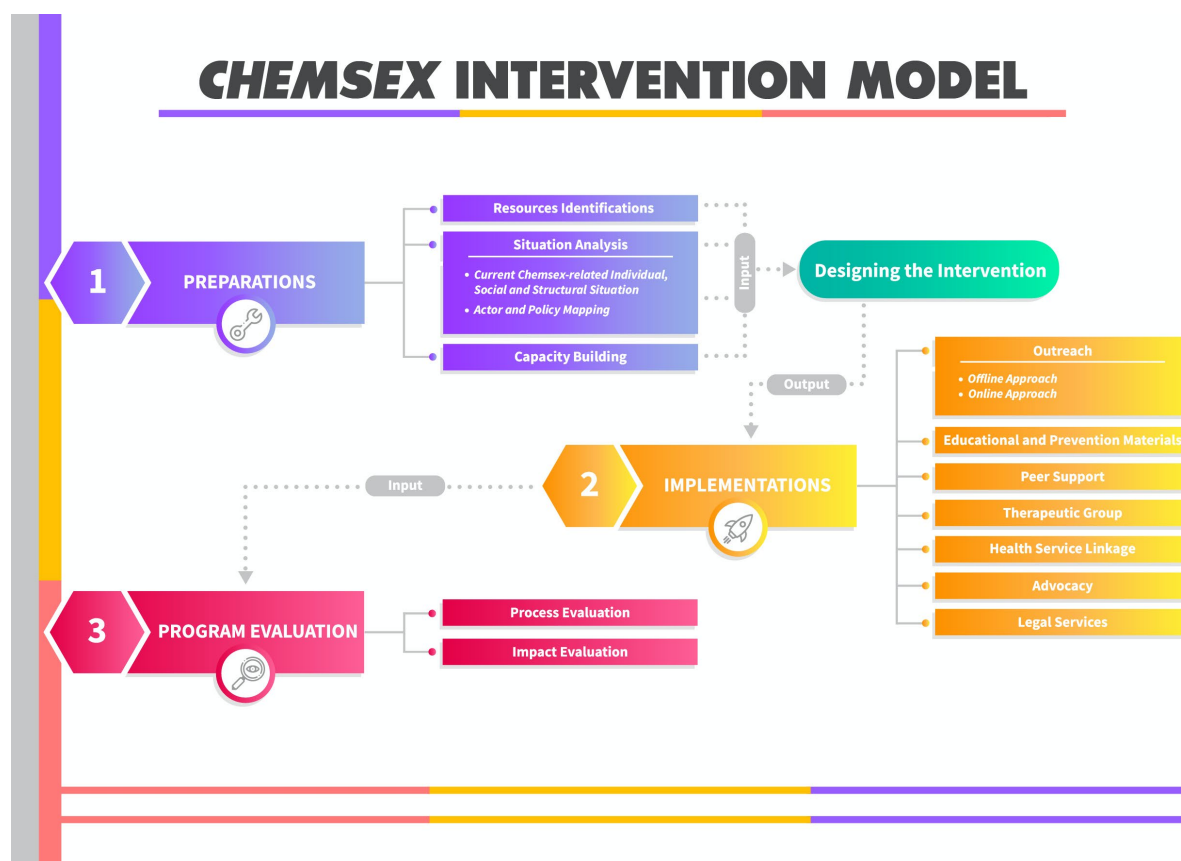 CHEMSEX INTERVENTION MODEL
1
PREPARATIONS
Resources Identifications
Situation Analysis
• Current Chemsex-related Individual,
Social and Structural Situation
• Actor and Policy Mapping
Capacity Building
Input
Designing the Intervention
Output
2
IMPLEMENTATIONS
Outreach
• Offline Approach
• Online Approach
Educational and Prevention Materials
Peer Support
Therapeutic Group
Health Service Linkage
Advocacy
Legal Services
Input
3
PROGRAM EVALUATION
Process Evaluation
Impact Evaluation